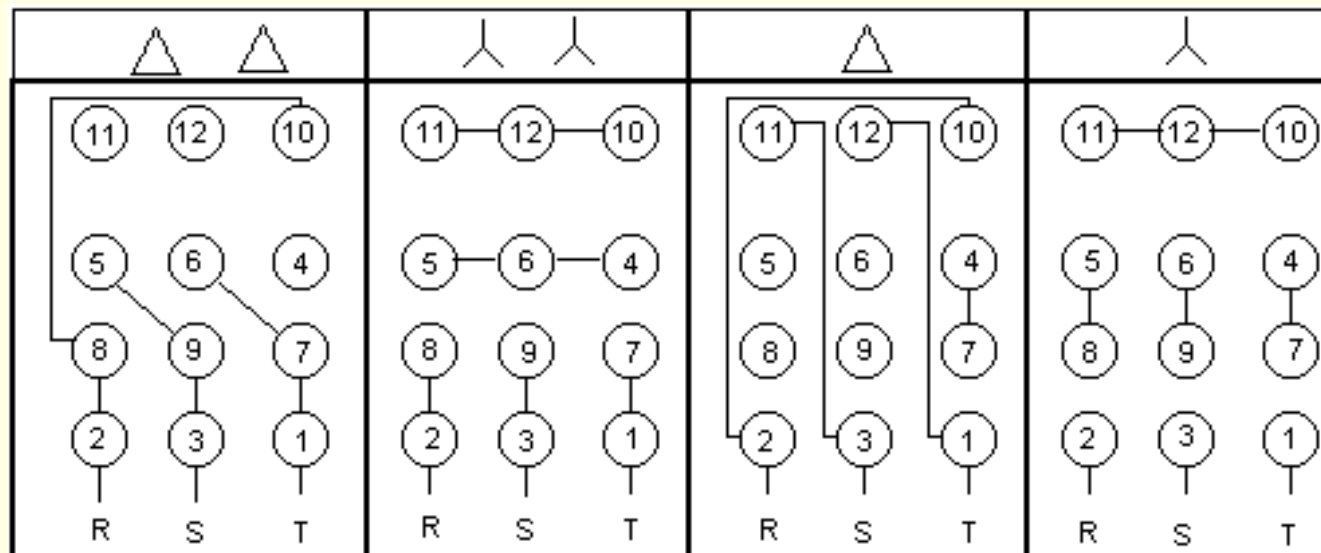 11 12 10 11 12 10 11 12 10 11 12 10
5 6 4 5 6 4 5 6 4 5 6 4
8 9 7 8 9 7 8 9 7 8 9 7
2 3 1 2 3 1 2 3 1 2 3 1
R S T R S T R S T R S T